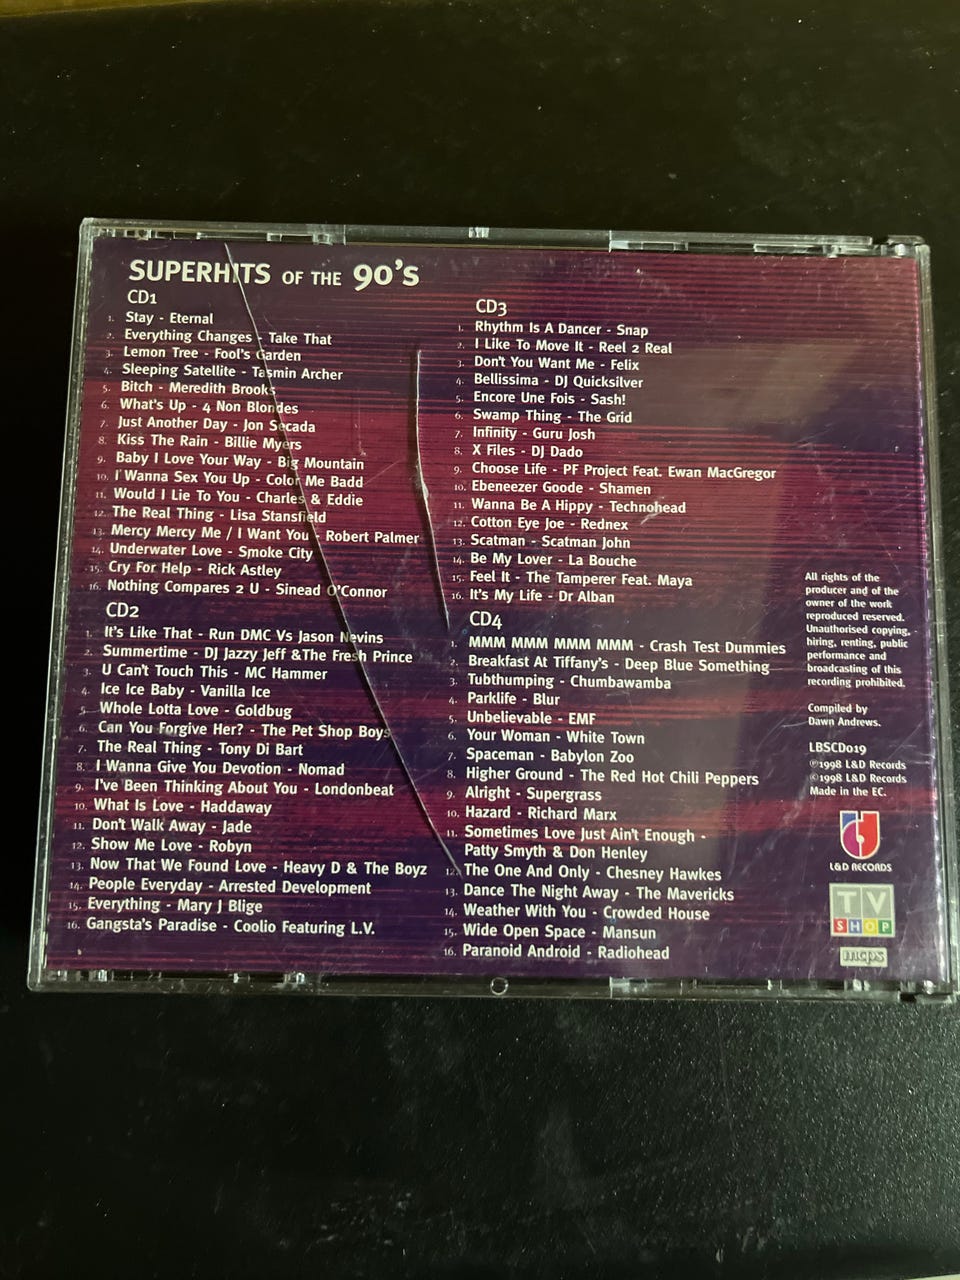 SUPERHITS OF THE 90's
CD1
1. Stay - Eternal
2. Everything Changes - Take That
3. Lemon Tree - Fool's Garden
4. Sleeping Satellite - Tasmin Archer
5. Bitch - Meredith Brooks
6. What's Up - 4 Non Blondes
7. Just Another Day - Jon Secada
8. Kiss The Rain - Billie Myers
9. Baby I Love Your Way - Big Mountain
10. I Wanna Sex You Up - Color Me Badd
11. Would I Lie To You - Charles & Eddie
12. The Real Thing - Lisa Stansfield
13. Mercy Mercy Me / I Want You - Robert Palmer
14. Underwater Love - Smoke City
15. Cry For Help - Rick Astley
16. Nothing Compares 2 U - Sinead O'Connor
CD2
1. It's Like That - Run DMC Vs Jason Nevins
2. Summertime - DJ Jazzy Jeff &The Fresh Prince
3. U Can't Touch This - MC Hammer
4. Ice Ice Baby - Vanilla Ice
5. Whole Lotta Love - Goldbug
6. Can You Forgive Her? - The Pet Shop Boys
7. The Real Thing - Tony Di Bart
8. I Wanna Give You Devotion - Nomad
9. I've Been Thinking About You - Londonbeat
10. What Is Love - Haddaway
11. Don't Walk Away - Jade
12. Show Me Love - Robyn
13. Now That We Found Love - Heavy D & The Boyz
14. People Everyday - Arrested Development
15. Everything - Mary J Blige
16. Gangsta's Paradise - Coolio Featuring L.V.
CD3
1. Rhythm Is A Dancer - Snap
2. I Like To Move It - Reel 2 Real
3. Don't You Want Me - Felix
4. Bellissima - DJ Quicksilver
5. Encore Une Fois - Sash!
6. Swamp Thing - The Grid
7. Infinity - Guru Josh
8. X Files - DJ Dado
9. Choose Life - PF Project Feat. Ewan MacGregor
10. Ebeneezer Goode - Shamen
11. Wanna Be A Hippy - Technohead
12. Cotton Eye Joe - Rednex
13. Scatman - Scatman John
14. Be My Lover - La Bouche
15. Feel It - The Tamperer Feat. Maya
16. It's My Life - Dr Alban
CD4
1. MMM MMM MMM MMM - Crash Test Dummies
2. Breakfast At Tiffany's - Deep Blue Something
3. Tubthumping - Chumbawamba
4. Parklife - Blur
5. Unbelievable - EMF
6. Your Woman - White Town
7. Spaceman - Babylon Zoo
8. Higher Ground - The Red Hot Chili Peppers
9. Alright - Supergrass
10. Hazard - Richard Marx
11. Sometimes Love Just Ain't Enough -
Patty Smyth & Don Henley
12. The One And Only - Chesney Hawkes
13. Dance The Night Away - The Mavericks
14. Weather With You - Crowded House
15. Wide Open Space - Mansun
16. Paranoid Android - Radiohead
All rights of the
producer and of the
owner of the work
reproduced reserved.
Unauthorised copying,
hiring, renting, public
performance and
broadcasting of this
recording prohibited.
Compiled by
Dawn Andrews.
LBSCD019
℗1998 L&D Records
©1998 L&D Records
Made in the EC.
L&D RECORDS
TV
SHOP
mcps